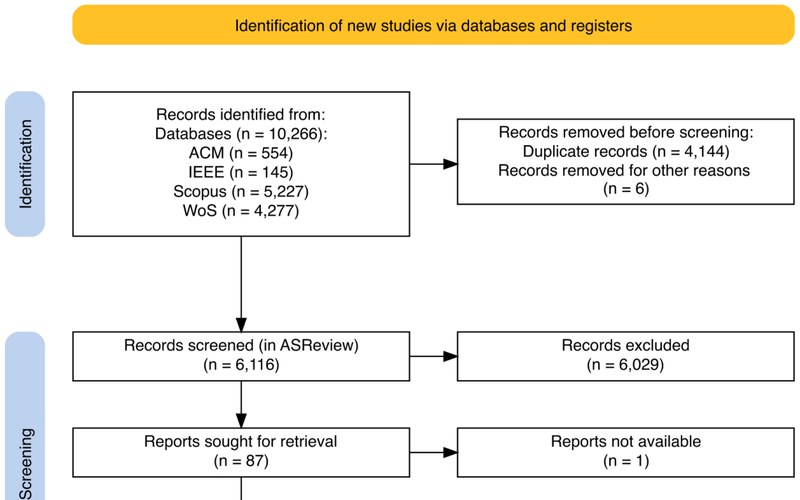 Identification of new studies via databases and registers
Identification
Records identified from:
Databases (n = 10,266):
ACM (n = 554)
IEEE (n = 145)
Scopus (n = 5,227)
WoS (n = 4,277)
Records removed before screening:
Duplicate records (n = 4,144)
Records removed for other reasons
(n = 6)
Screening
Records screened (in ASReview)
(n = 6,116)
Records excluded
(n = 6,029)
Reports sought for retrieval
(n = 87)
Reports not available
(n = 1)